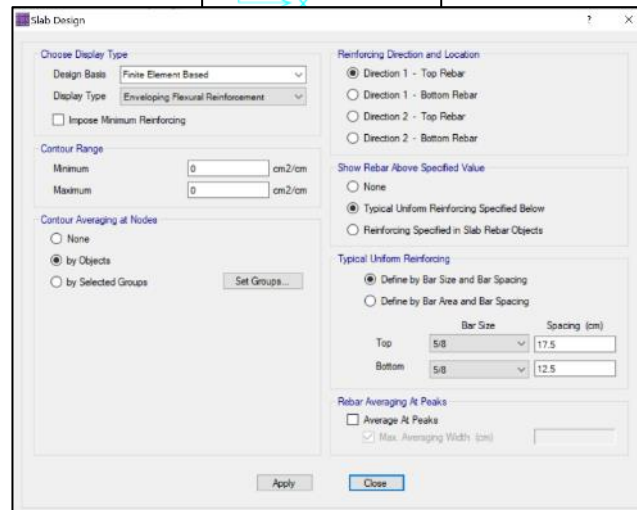 Slab Design
?
Choose Display Type
Design Basis Finite Element Based
Display Type Enveloping Flexural Reinforcement
Impose Minimum Reinforcing
Contour Range
Minimum 0 cm2/cm
Maximum 0 cm2/cm
Contour Averaging at Nodes
None
by Objects
by Selected Groups Set Groups...
Reinforcing Direction and Location
Direction 1 - Top Rebar
Direction 1 - Bottom Rebar
Direction 2 - Top Rebar
Direction 2 - Bottom Rebar
Show Rebar Above Specified Value
None
Typical Uniform Reinforcing Specified Below
Reinforcing Specified in Slab Rebar Objects
Typical Uniform Reinforcing
Define by Bar Size and Bar Spacing
Define by Bar Area and Bar Spacing
Bar Size Spacing (cm)
Top 5/8 17.5
Bottom 5/8 12.5
Rebar Averaging At Peaks
Average At Peaks
Max. Averaging Width (cm)
Apply Close